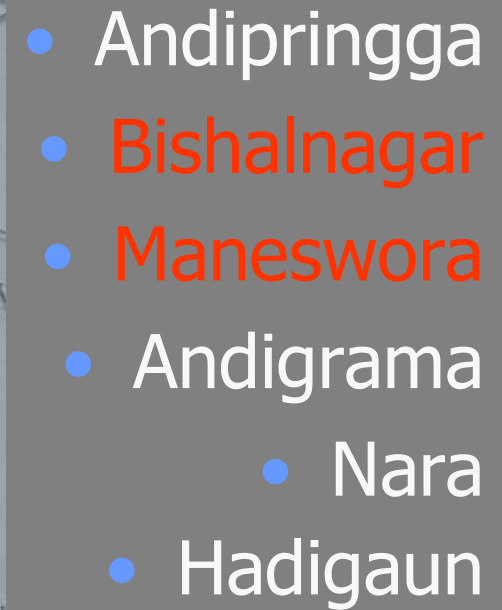 • Andipringga
• Bishalnagar
• Maneswora
• Andigrama
• Nara
• Hadigaun